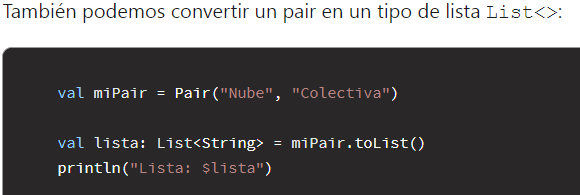 También podemos convertir un pair en un tipo de lista List<>:
val miPair = Pair("Nube", "Colectiva")
val lista: List<String> = miPair.toList()
println("Lista: $lista")